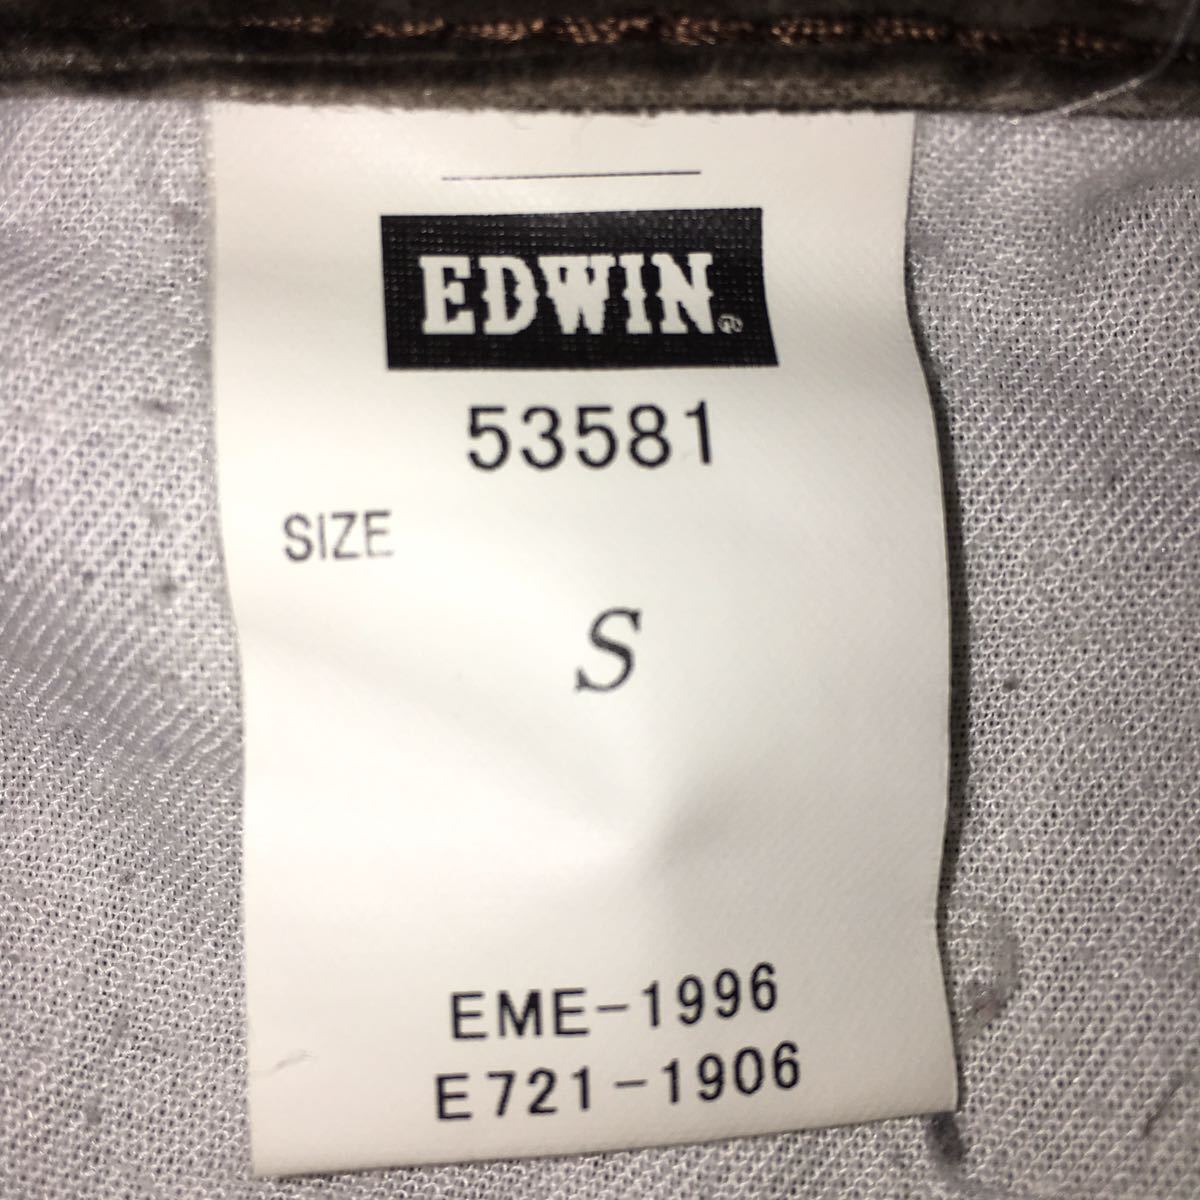 EDWIN®
53581
SIZE
S
EME-1996
E721-1906